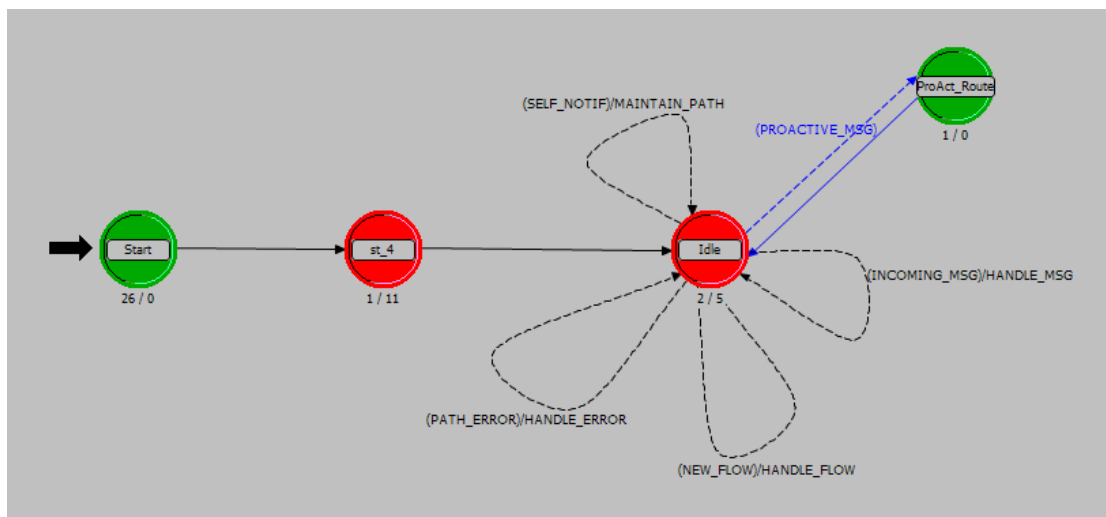 ProAct_Route
1 / 0
(SELF_NOTIF)/MAINTAIN_PATH
(PROACTIVE_MSG)
Start
26 / 0
st_4
1 / 11
Idle
2 / 5
(INCOMING_MSG)/HANDLE_MSG
(PATH_ERROR)/HANDLE_ERROR
(NEW_FLOW)/HANDLE_FLOW